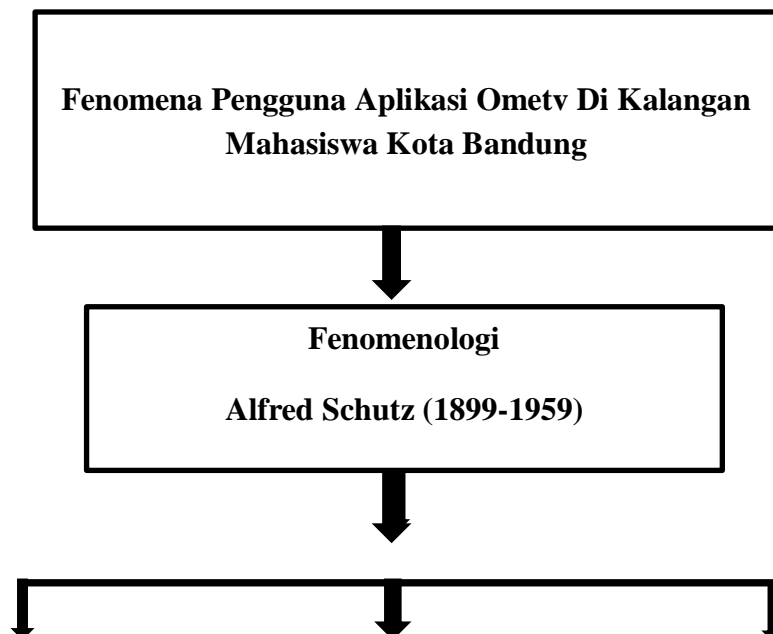 Fenomena Pengguna Aplikasi Ometv Di Kalangan
Mahasiswa Kota Bandung
Fenomenologi
Alfred Schutz (1899-1959)